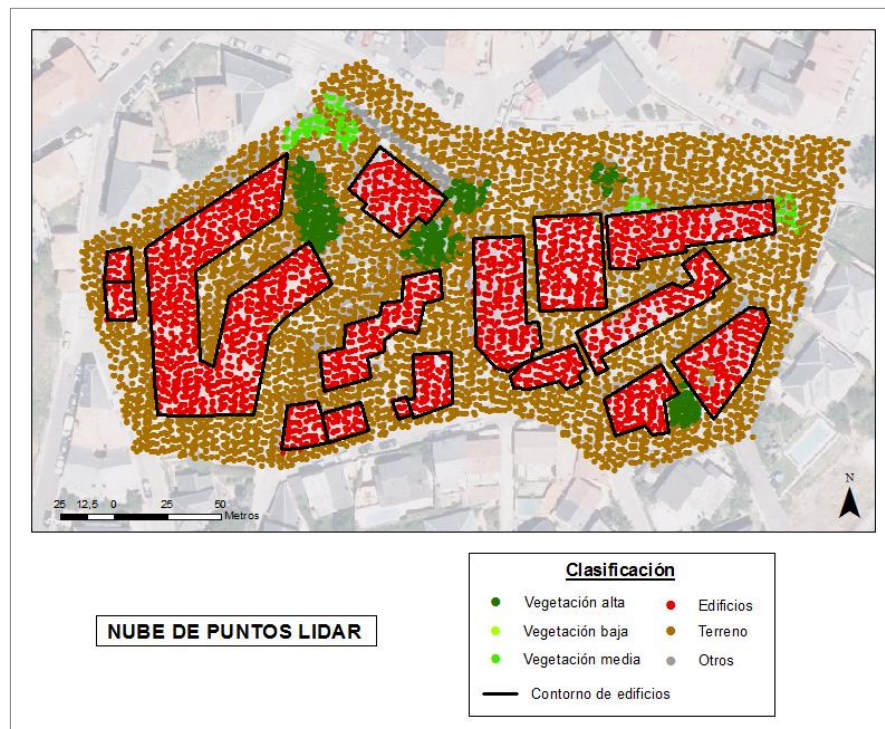 N
25 12,5 0 25 50
Metros
NUBE DE PUNTOS LIDAR
Clasificación
Vegetación alta
Edificios
Vegetación baja
Terreno
Vegetación media
Otros
Contorno de edificios